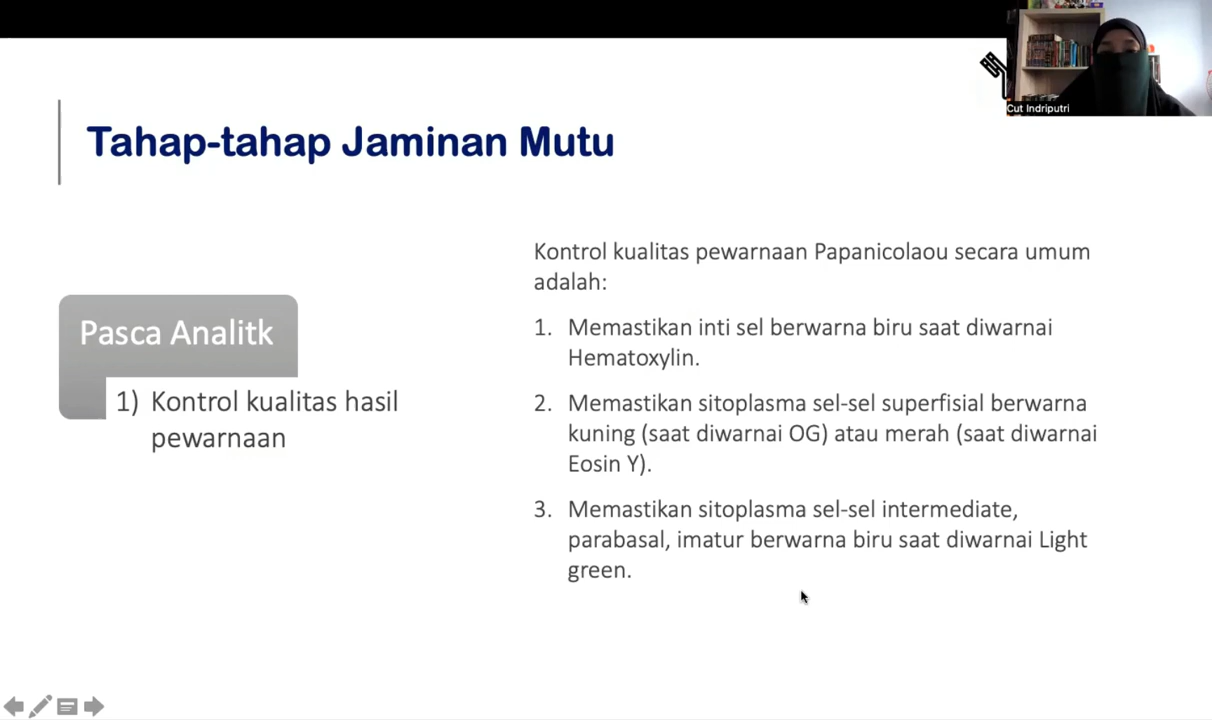 Cut Indriputri
Tahap-tahap Jaminan Mutu
Pasca Analitk
1) Kontrol kualitas hasil
pewarnaan
Kontrol kualitas pewarnaan Papanicolaou secara umum
adalah:
1. Memastikan inti sel berwarna biru saat diwarnai
Hematoxylin.
2. Memastikan sitoplasma sel-sel superfisial berwarna
kuning (saat diwarnai OG) atau merah (saat diwarnai
Eosin Y).
3. Memastikan sitoplasma sel-sel intermediate,
parabasal, imatur berwarna biru saat diwarnai Light
green.